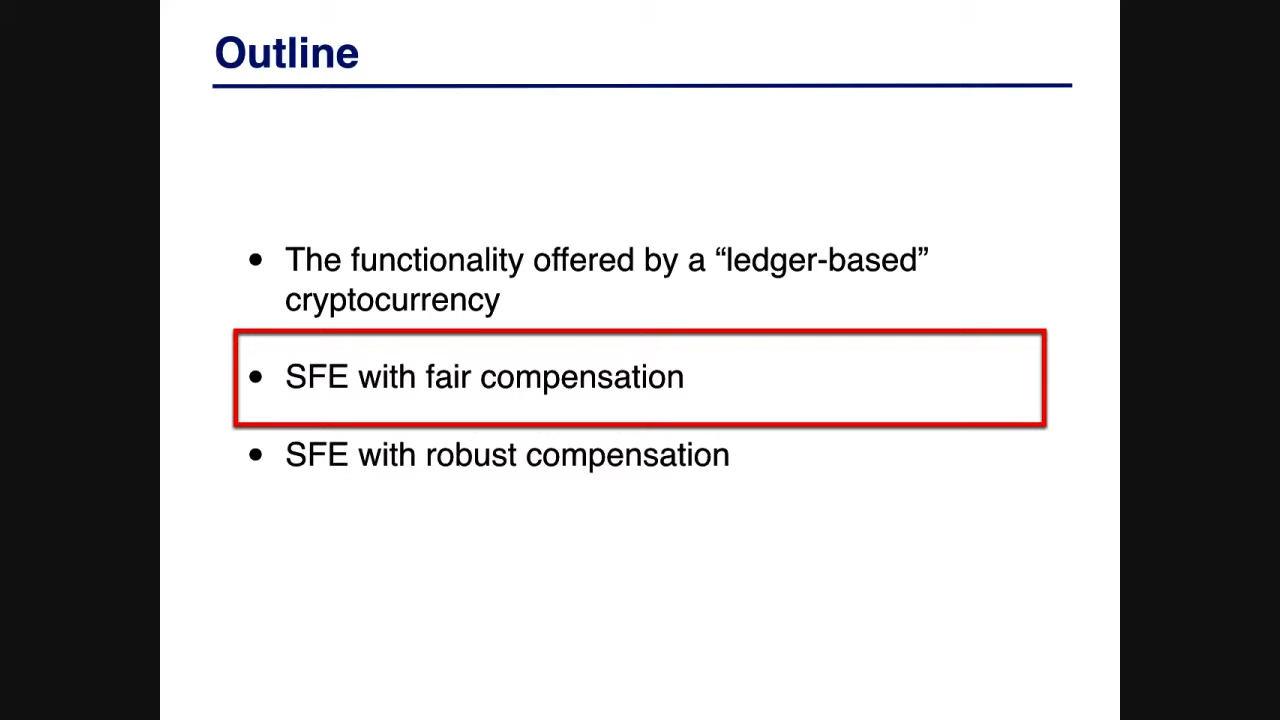 Outline
• The functionality offered by a “ledger-based”
cryptocurrency
• SFE with fair compensation
• SFE with robust compensation